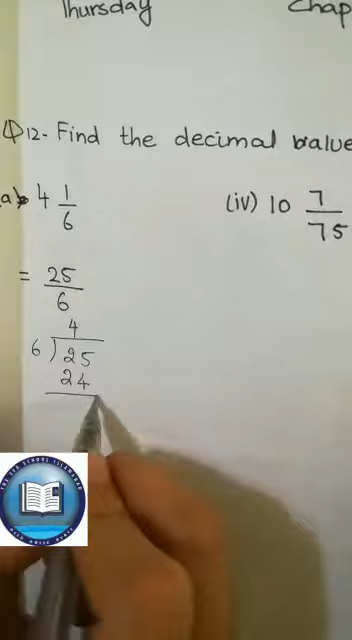 Thursday Chap
Q12- Find the decimal value
(a) 4 1/6 (iv) 10 7/75
= 25/6
4
6 ) 25
24